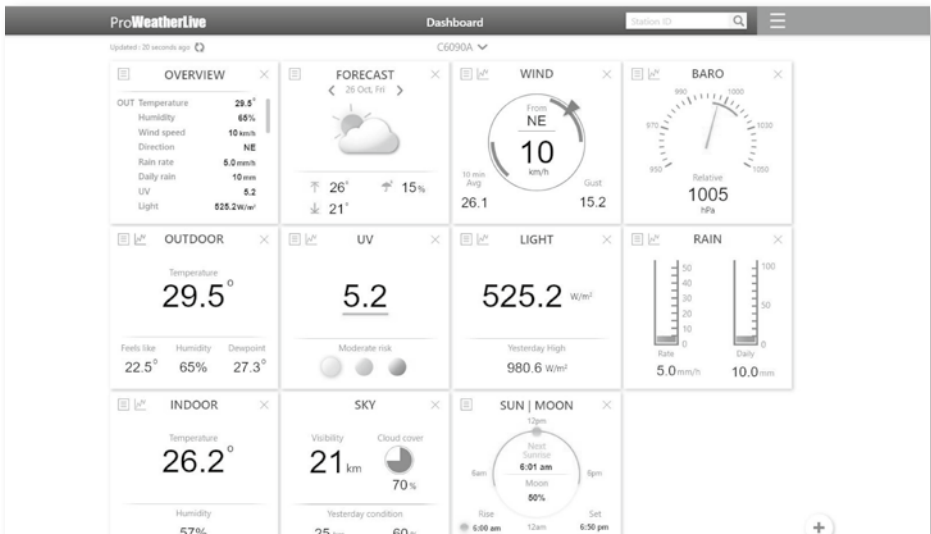 ProWeatherLive
Dashboard
Station ID
Updated : 20 seconds ago
C6090A
OVERVIEW
OUT Temperature 29.5°
Humidity 65%
Wind speed 10 km/h
Direction NE
Rain rate 5.0 mm/h
Daily rain 10 mm
UV 5.2
Light 525.2 W/m²
FORECAST
26 Oct, Fri
26° 15%
21°
WIND
From
NE
10
km/h
10 min
Avg
26.1
Gust
15.2
BARO
950 970 990 1000 1030 1050
Relative
1005
hPa
OUTDOOR
Temperature
29.5°
Feels like Humidity Dewpoint
22.5° 65% 27.3°
UV
5.2
Moderate risk
LIGHT
525.2 W/m²
Yesterday High
980.6 W/m²
RAIN
50
40
30
20
10
0
Rate
5.0 mm/h
100
50
0
Daily
10.0 mm
INDOOR
Temperature
26.2°
Humidity
57%
SKY
Visibility
21 km
Cloud cover
70%
Yesterday condition
25 60
SUN | MOON
12pm
Next
Sunrise
6:01 am
6am 6pm
Moon
50%
Rise Set
6:00 am 12am 6:50 pm